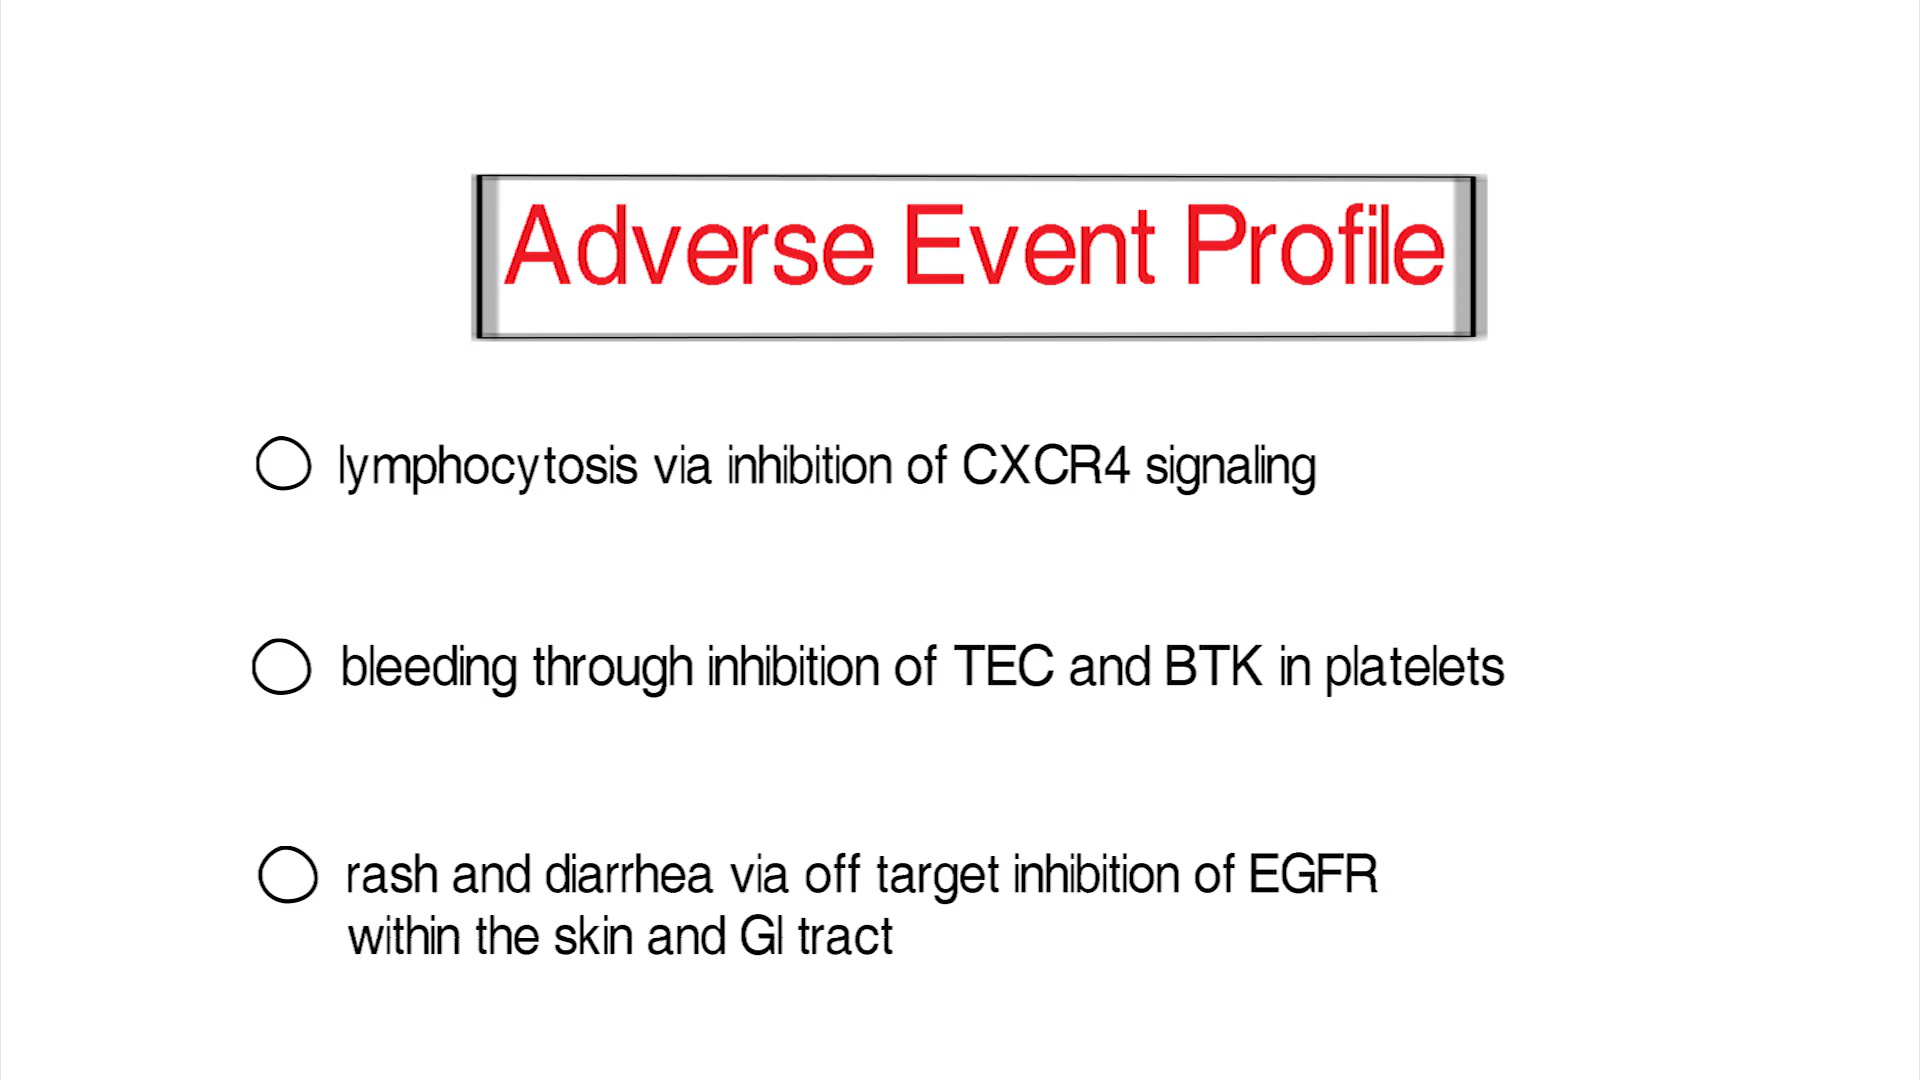 Adverse Event Profile
lymphocytosis via inhibition of CXCR4 signaling
bleeding through inhibition of TEC and BTK in platelets
rash and diarrhea via off target inhibition of EGFR
within the skin and GI tract